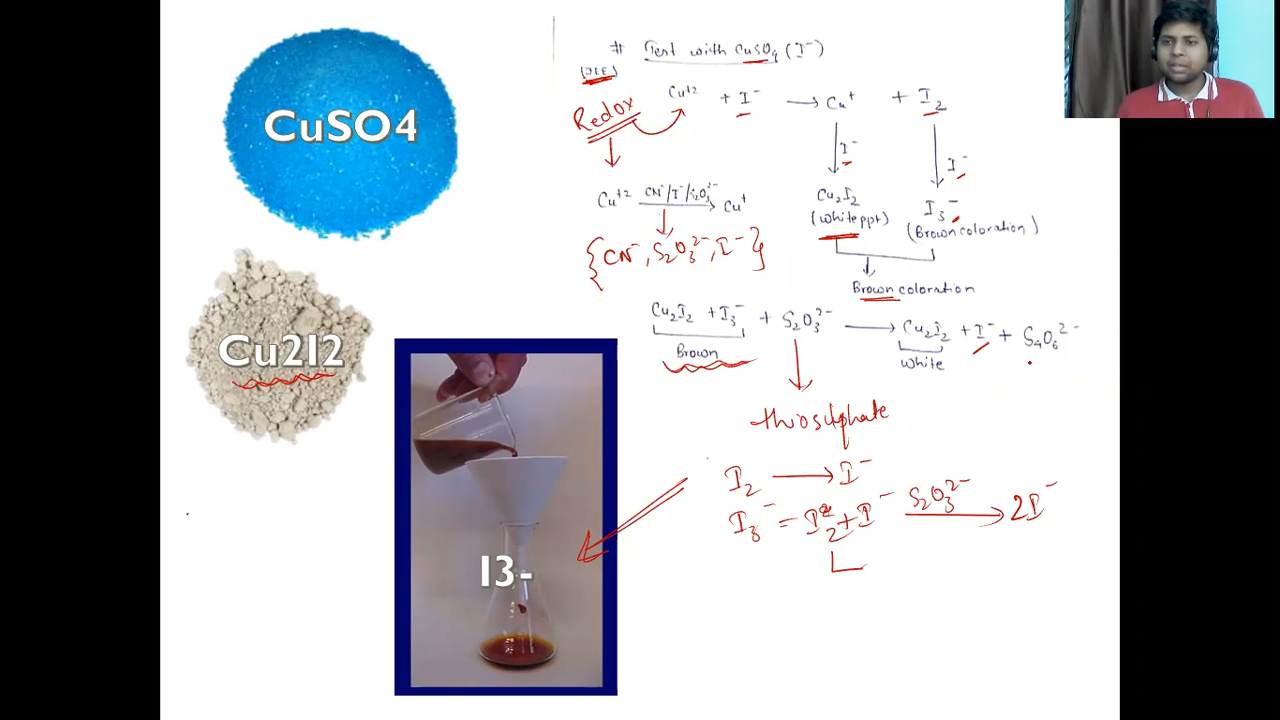 CuSO4
Cu2I2
I3-
# Test with CuSO4 (I⁻)
(JEE)
Redox
Cu+2 + I⁻ → Cu+ + I2
I⁻ I⁻
Cu2I2 I3⁻
(White ppt) (Brown coloration)
Brown coloration
Cu+2 CN⁻/I⁻/S2O3²⁻ → Cu+
{CN⁻, S2O3²⁻, I⁻}
Cu2I2 + I3⁻ + S2O3²⁻ → Cu2I2 + I⁻ + S4O6²⁻
Brown White
thiosulphate
I2 → I⁻
I3⁻ = I2 + I⁻ S2O3²⁻ → 2I⁻